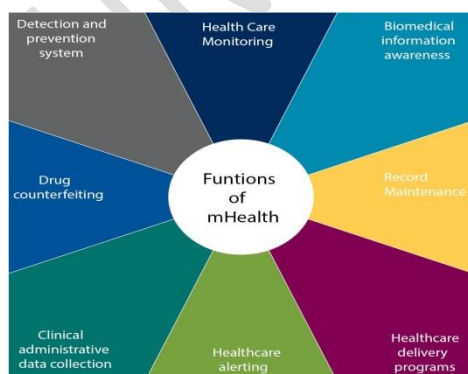 Detection and
prevention
system
Health Care
Monitoring
Biomedical
information
awareness
Drug
counterfeiting
Funtions
of
mHealth
Record
Maintenance
Clinical
administrative
data collection
Healthcare
alerting
Healthcare
delivery
programs